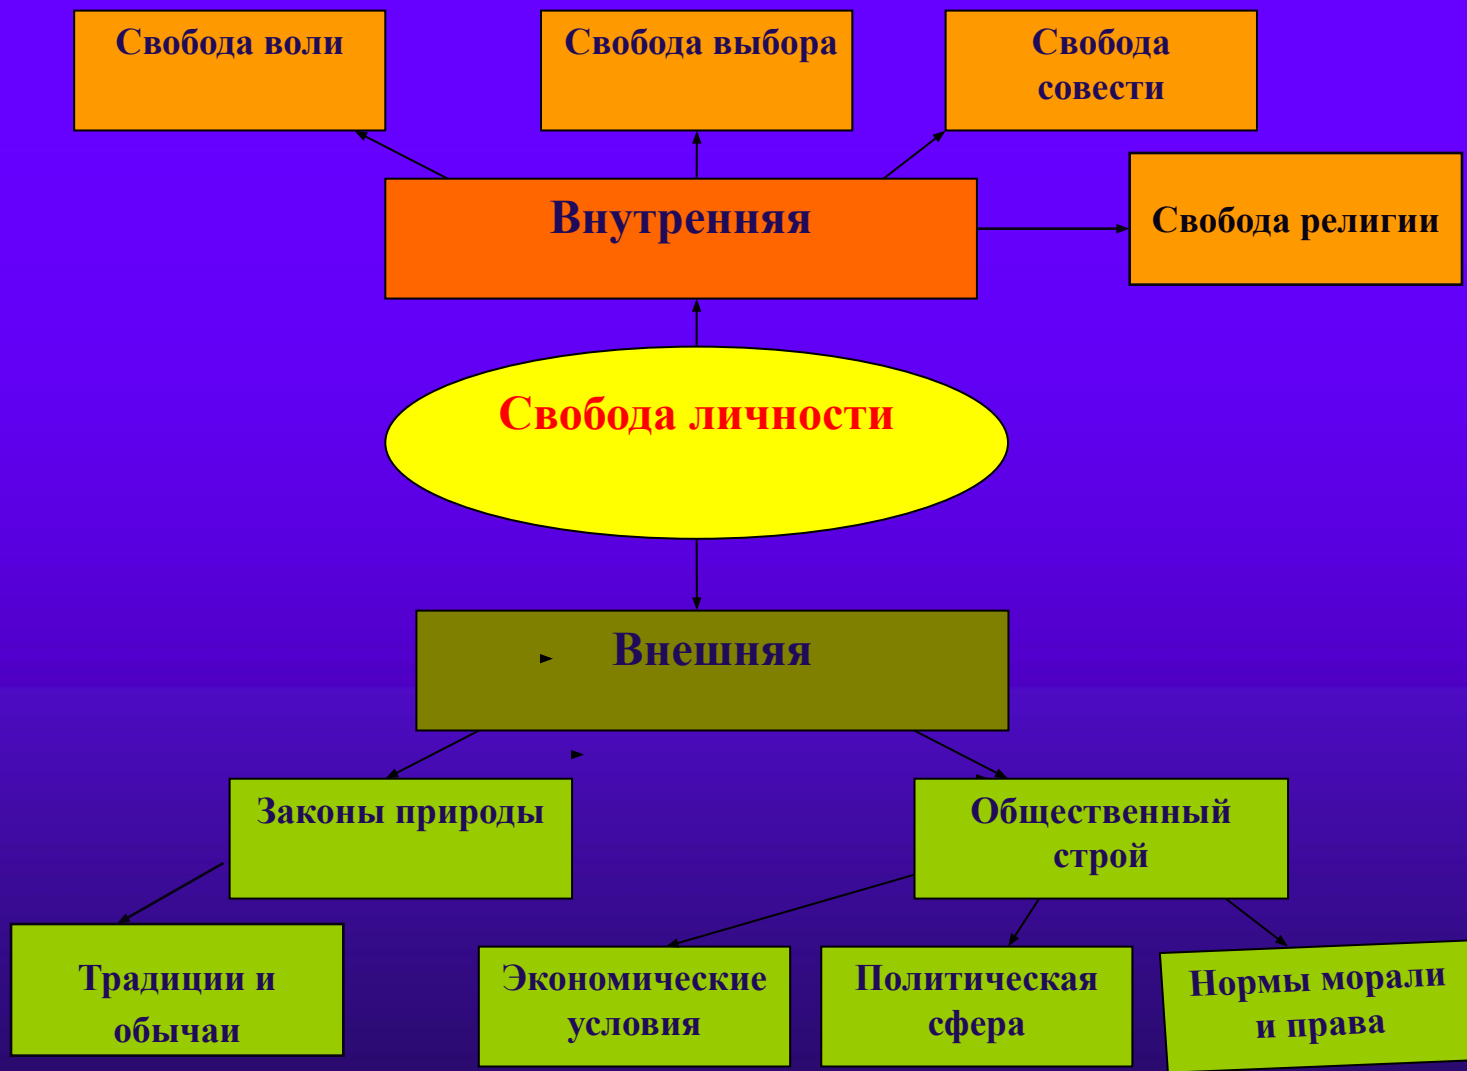 Свобода воли
Свобода выбора
Свобода
совести
Внутренняя
Свобода религии
Свобода личности
Внешняя
Законы природы
Общественный
строй
Традиции и
обычаи
Экономические
условия
Политическая
сфера
Нормы морали
и права